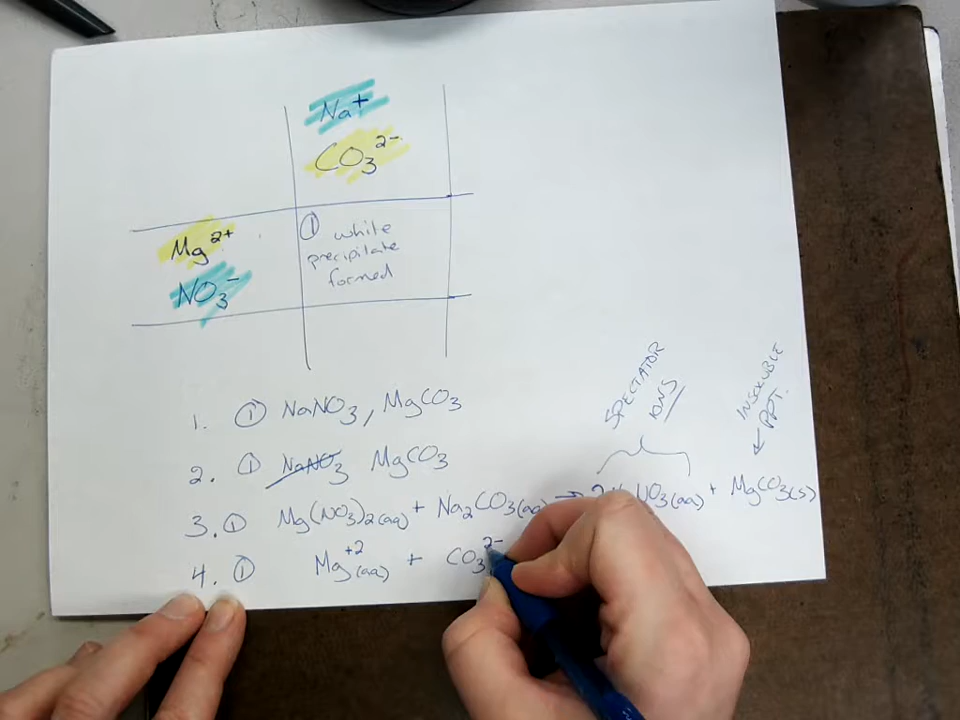 Na+
CO3 2-
Mg2+
NO3-
① white
precipitate
formed
SPECTATOR
IONS
INSOLUBLE
PPT.
1. ① NaNO3, MgCO3
2. ① NaNO3 MgCO3
3. ① Mg(NO3)2(aq) + Na2CO3(aq) → 2 NO3(aq) + MgCO3(s)
4. ① Mg+2(aq) + CO3 2-